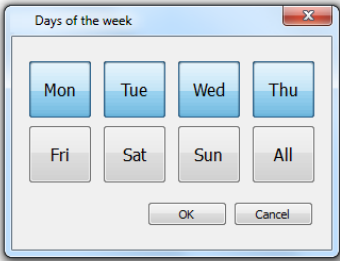 Days of the week
Mon Tue Wed Thu
Fri Sat Sun All
OK Cancel